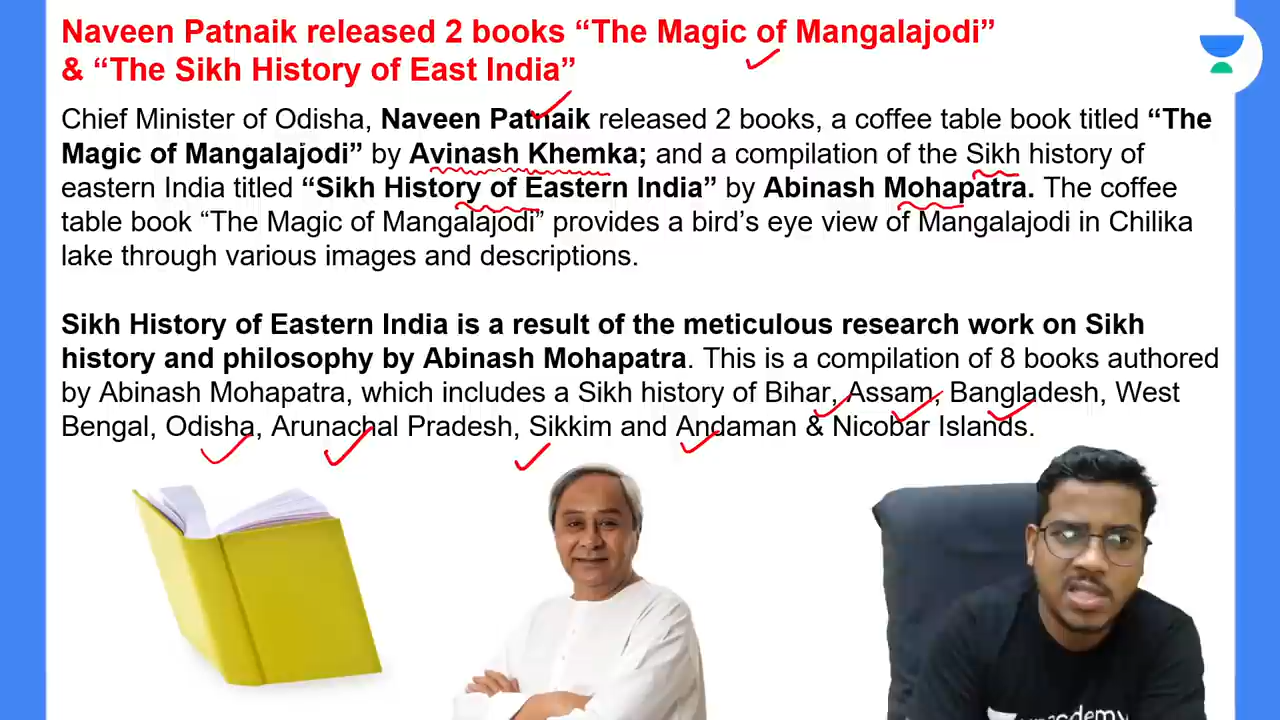 Naveen Patnaik released 2 books “The Magic of Mangalajodi”
& “The Sikh History of East India”
Chief Minister of Odisha, Naveen Patnaik released 2 books, a coffee table book titled “The
Magic of Mangalajodi” by Avinash Khemka; and a compilation of the Sikh history of
eastern India titled “Sikh History of Eastern India” by Abinash Mohapatra. The coffee
table book “The Magic of Mangalajodi” provides a bird’s eye view of Mangalajodi in Chilika
lake through various images and descriptions.
Sikh History of Eastern India is a result of the meticulous research work on Sikh
history and philosophy by Abinash Mohapatra. This is a compilation of 8 books authored
by Abinash Mohapatra, which includes a Sikh history of Bihar, Assam, Bangladesh, West
Bengal, Odisha, Arunachal Pradesh, Sikkim and Andaman & Nicobar Islands.